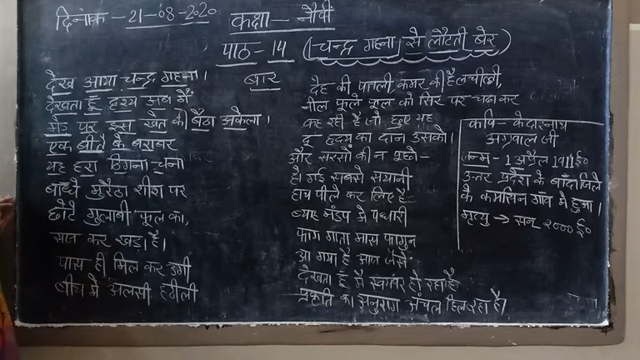 दिनांक - 21-08-2020
कक्षा - नौवीं
पाठ- 14 (चन्द्र गहना से लौटती बेर)
देख आया चन्द्र गहना।
देखता हूँ दृश्य अब मैं
मेड़ पर इस खेत की बैठा अकेला।
एक बीते के बराबर
यह हरा ठिगना चना
बांधे मुरैठा शीश पर
छोटे गुलाबी फूल का,
सज कर खड़ा है।
पास ही मिल कर उगी
बीच में अलसी हठीली
देह की पतली, कमर की है लचीली,
नील फूले फूल को सिर पर चढ़ाकर
कह रही है जो छुए यह
दूँ हृदय का दान उसको।
और सरसों की न पूछो-
हो गई सबसे सयानी
हाथ पीले कर लिए है
ब्याह मंडप में पधारी
फाग गाता मास फागुन
आ गया है आज जैसे
देखता हूँ मैं स्वयंवर हो रहा है
प्रकृति का अनुराग अंचल हिल रहा है।
कवि - केदारनाथ
अग्रवाल जी
जन्म - 1 अप्रैल 1911 ई०
उत्तर प्रदेश के बाँदा जिले
के कमासिन गाँव में हुआ।
मृत्यु → सन् २००० ई०